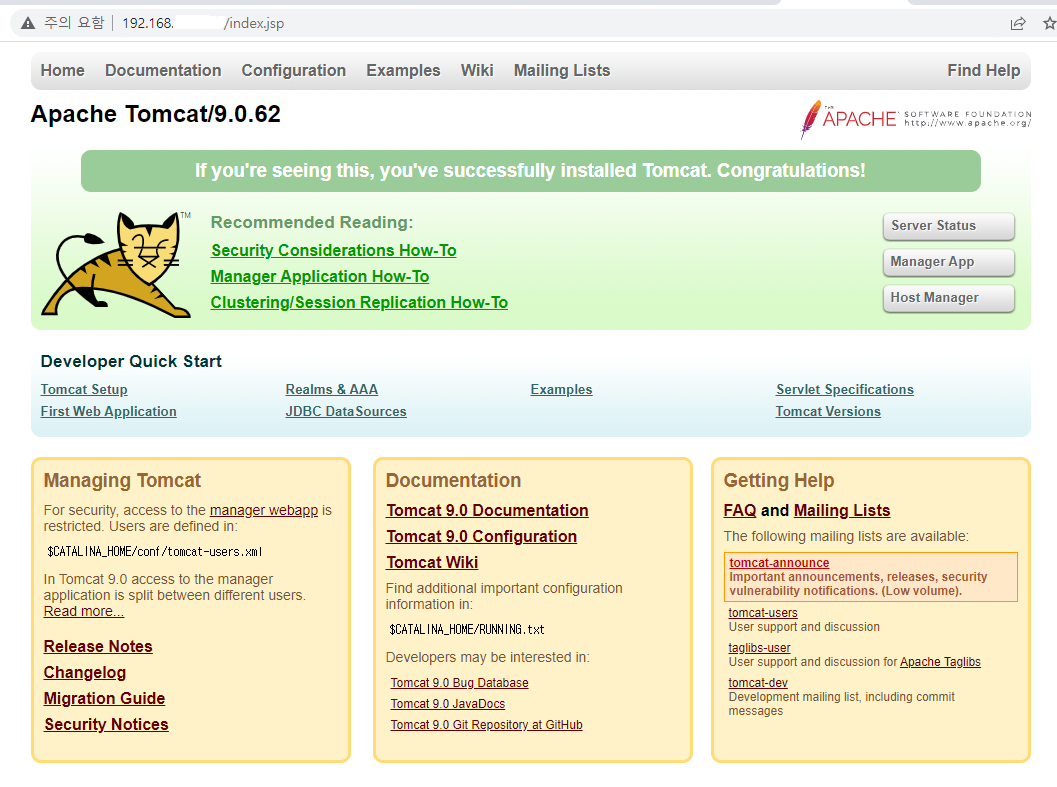 주의 요함 192.168. /index.jsp
Home Documentation Configuration Examples Wiki Mailing Lists Find Help
Apache Tomcat/9.0.62
THE APACHE® SOFTWARE FOUNDATION
http://www.apache.org/
If you're seeing this, you've successfully installed Tomcat. Congratulations!
TM
Recommended Reading:
Security Considerations How-To
Manager Application How-To
Clustering/Session Replication How-To
Server Status
Manager App
Host Manager
Developer Quick Start
Tomcat Setup
First Web Application
Realms & AAA
JDBC DataSources
Examples
Servlet Specifications
Tomcat Versions
Managing Tomcat
For security, access to the manager webapp is
restricted. Users are defined in:
$CATALINA_HOME/conf/tomcat-users.xml
In Tomcat 9.0 access to the manager
application is split between different users.
Read more...
Release Notes
Changelog
Migration Guide
Security Notices
Documentation
Tomcat 9.0 Documentation
Tomcat 9.0 Configuration
Tomcat Wiki
Find additional important configuration
information in:
$CATALINA_HOME/RUNNING.txt
Developers may be interested in:
Tomcat 9.0 Bug Database
Tomcat 9.0 JavaDocs
Tomcat 9.0 Git Repository at GitHub
Getting Help
FAQ and Mailing Lists
The following mailing lists are available:
tomcat-announce
Important announcements, releases, security
vulnerability notifications. (Low volume).
tomcat-users
User support and discussion
taglibs-user
User support and discussion for Apache Taglibs
tomcat-dev
Development mailing list, including commit
messages